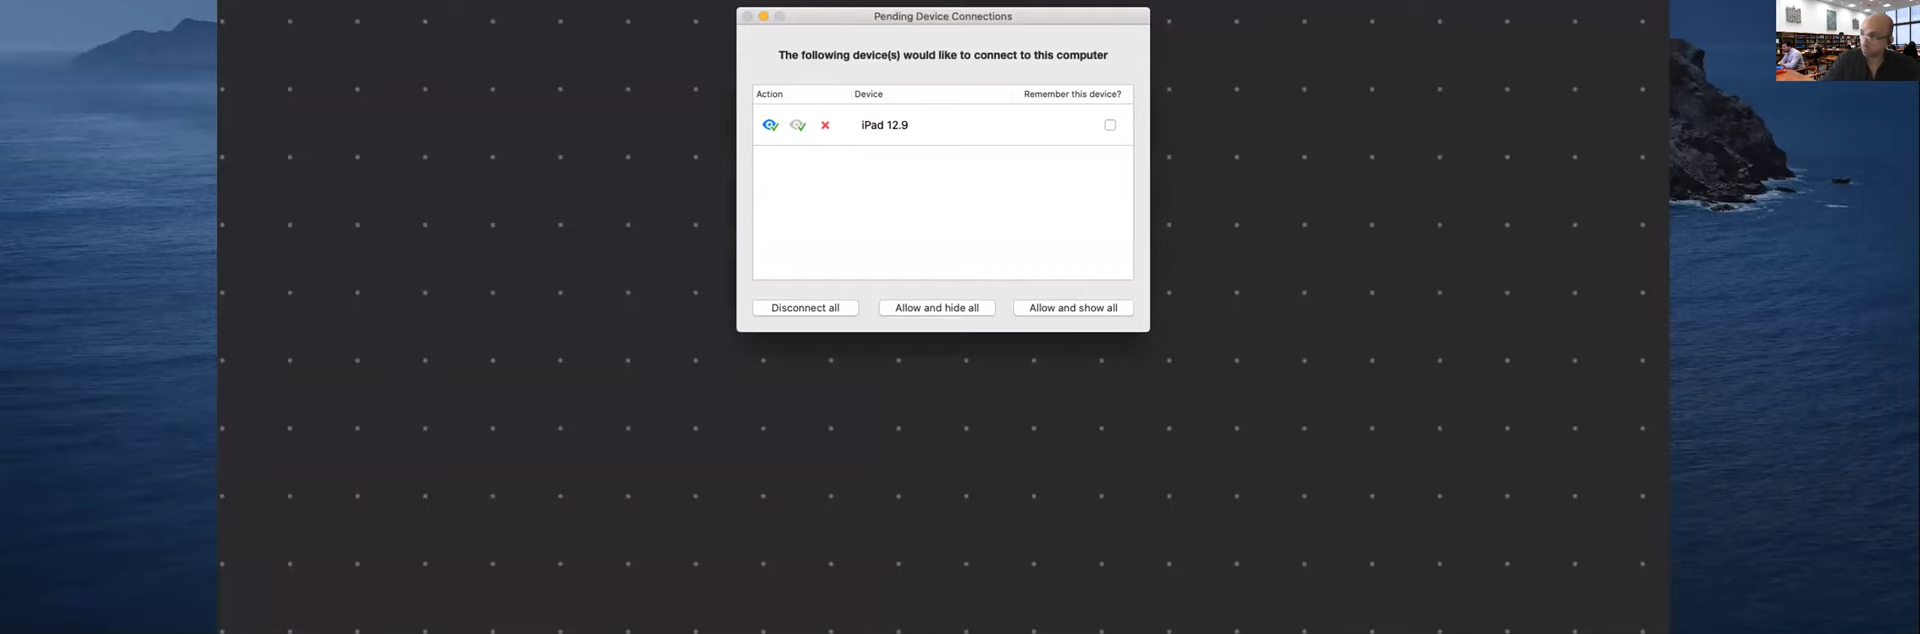 Pending Device Connections
The following device(s) would like to connect to this computer
Action Device Remember this device?
iPad 12.9
Disconnect all Allow and hide all Allow and show all